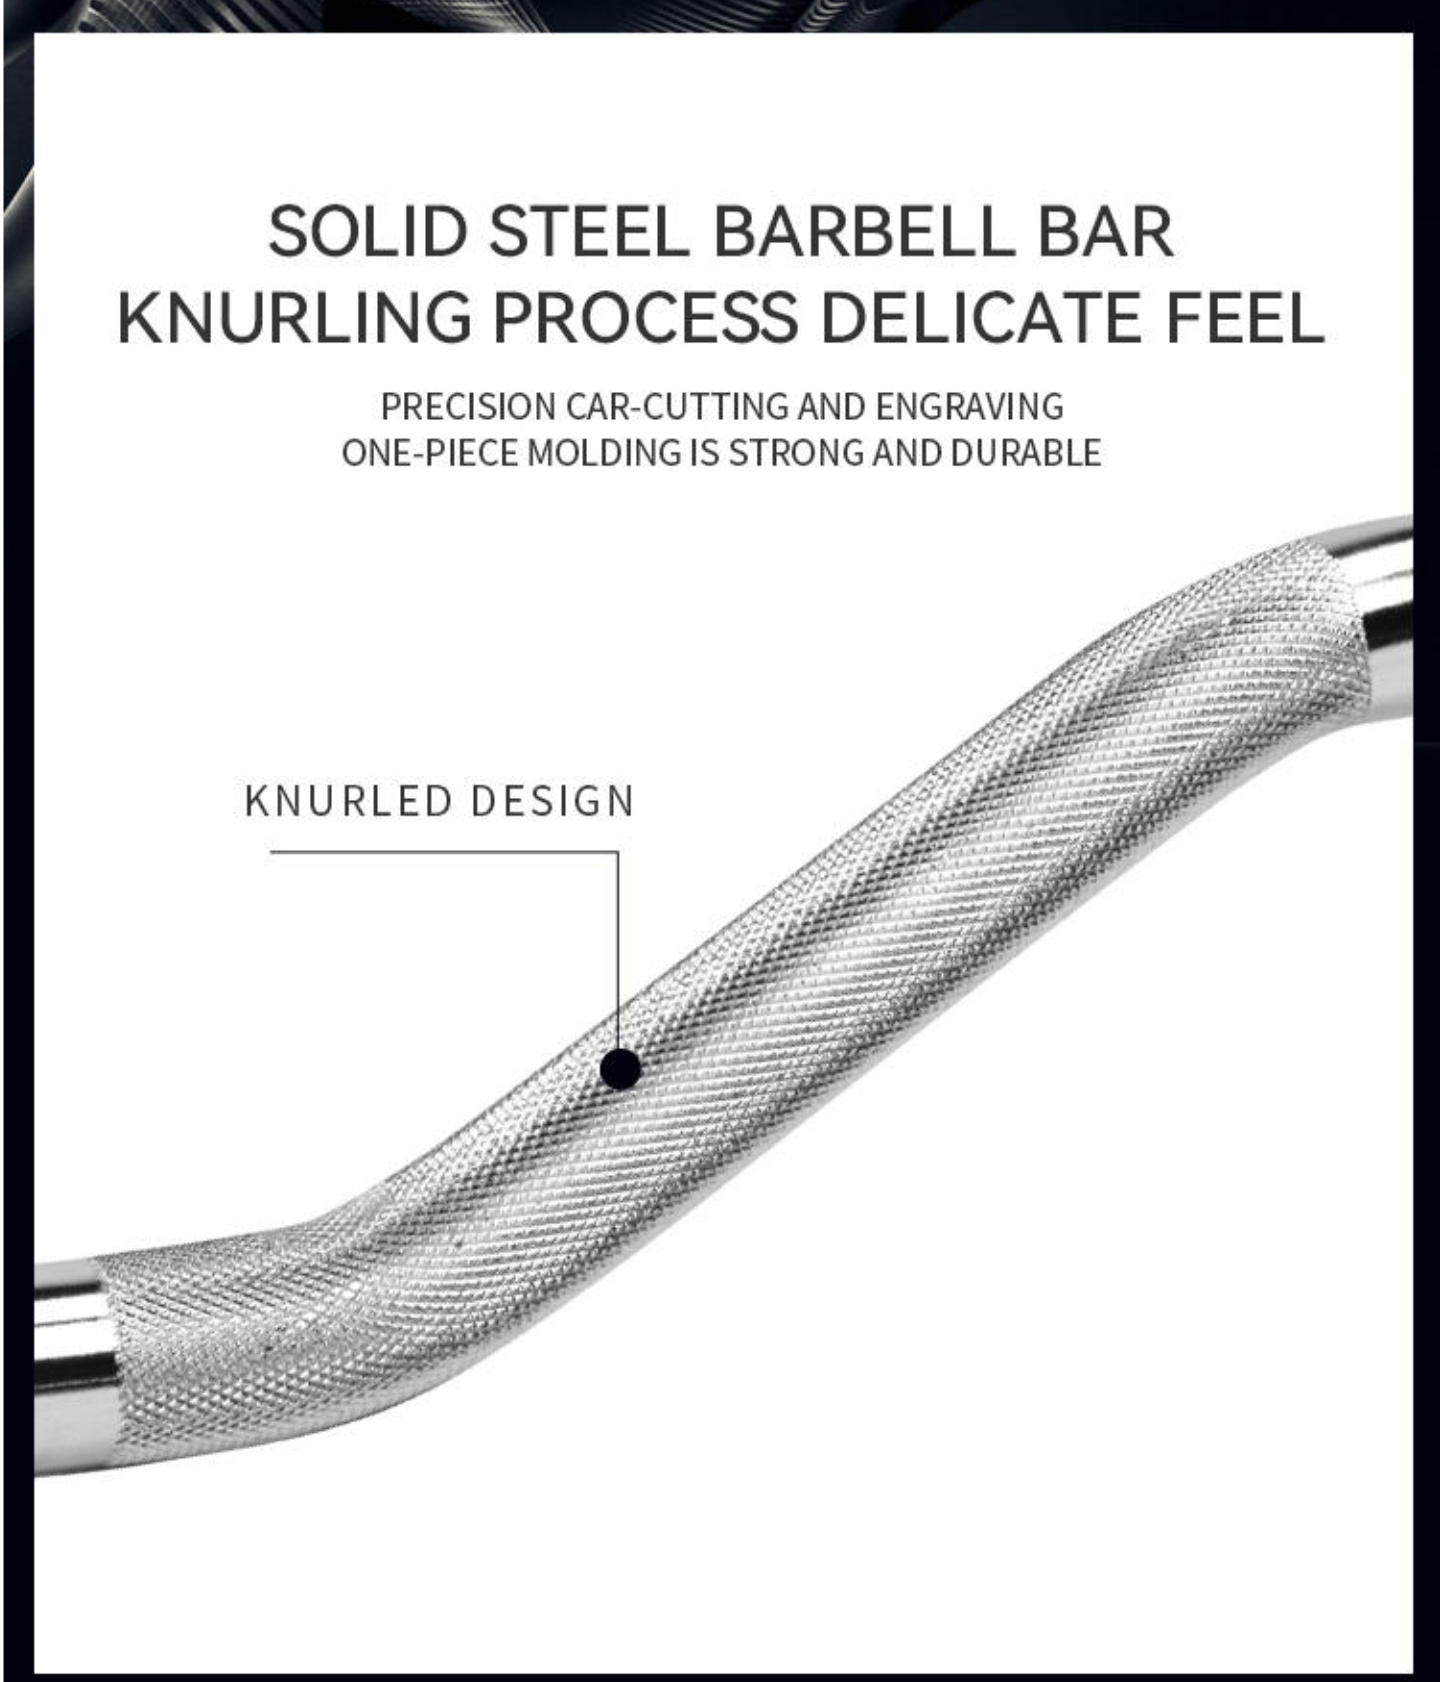 SOLID STEEL BARBELL BAR
KNURLING PROCESS DELICATE FEEL
PRECISION CAR-CUTTING AND ENGRAVING
ONE-PIECE MOLDING IS STRONG AND DURABLE
KNURLED DESIGN